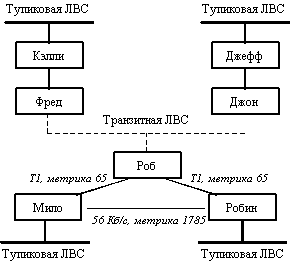 Тупиковая ЛВС Тупиковая ЛВС
Кэлли Джефф
Фред Джон
Транзитная ЛВС
Роб
T1, метрика 65 T1, метрика 65
Мило Робин
56 Кб/с, метрика 1785
Тупиковая ЛВС Тупиковая ЛВС